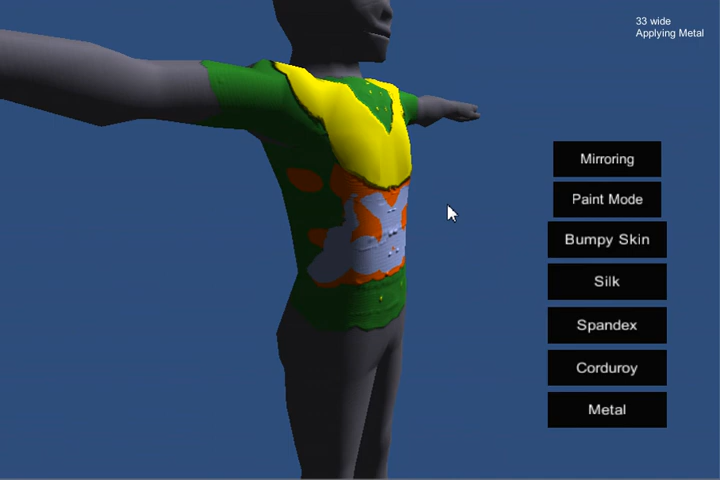 33 wide
Applying Metal
Mirroring
Paint Mode
Bumpy Skin
Silk
Spandex
Corduroy
Metal